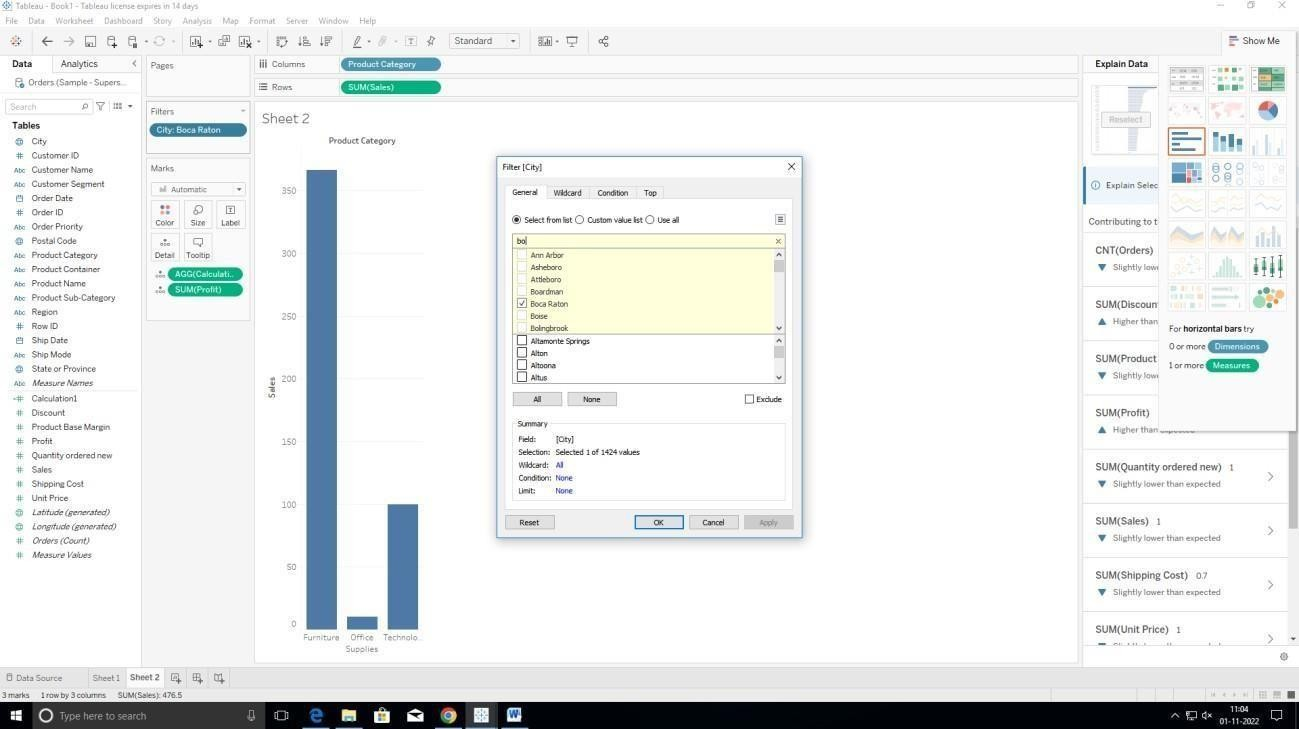 Tableau - Book1 - Tableau license expires in 14 days
File Data Worksheet Dashboard Story Analysis Map Format Server Window Help
Standard
Show Me
Data Analytics
Orders (Sample - Supers...
Search
Tables
City
Customer ID
Customer Name
Customer Segment
Order Date
Order ID
Order Priority
Postal Code
Product Category
Product Container
Product Name
Product Sub-Category
Region
Row ID
Ship Date
Ship Mode
State or Province
Measure Names
Calculation1
Discount
Product Base Margin
Profit
Quantity ordered new
Sales
Shipping Cost
Unit Price
Latitude (generated)
Longitude (generated)
Orders (Count)
Measure Values
Pages
Filters
City: Boca Raton
Marks
Automatic
Color Size Label
Detail Tooltip
AGG(Calculati..
SUM(Profit)
Columns Product Category
Rows SUM(Sales)
Sheet 2
Product Category
Sales
350
300
250
200
150
100
50
0
Furniture Office Supplies Technolo...
Filter [City]
General Wildcard Condition Top
Select from list Custom value list Use all
bo
Ann Arbor
Asheboro
Attleboro
Boardman
Boca Raton
Boise
Bolingbrook
Altamonte Springs
Alton
Altoona
Altus
All None Exclude
Summary
Field: [City]
Selection: Selected 1 of 1424 values
Wildcard: All
Condition: None
Limit: None
Reset OK Cancel Apply
Explain Data
Reselect
Explain Selec
Contributing to t
CNT(Orders)
Slightly lowe
SUM(Discoun
Higher than
SUM(Product
Slightly lowe
SUM(Profit)
Higher than expected
SUM(Quantity ordered new) 1
Slightly lower than expected
SUM(Sales) 1
Slightly lower than expected
SUM(Shipping Cost) 0.7
Slightly lower than expected
SUM(Unit Price) 1
For horizontal bars try
0 or more Dimensions
1 or more Measures
Data Source Sheet 1 Sheet 2
3 marks 1 row by 3 columns SUM(Sales): 476.5
Type here to search
11:04
01-11-2022